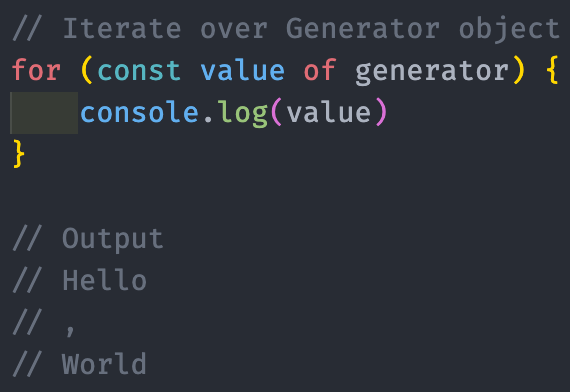 // Iterate over Generator object
for (const value of generator) {
    console.log(value)
}

// Output
// Hello
// ,
// World